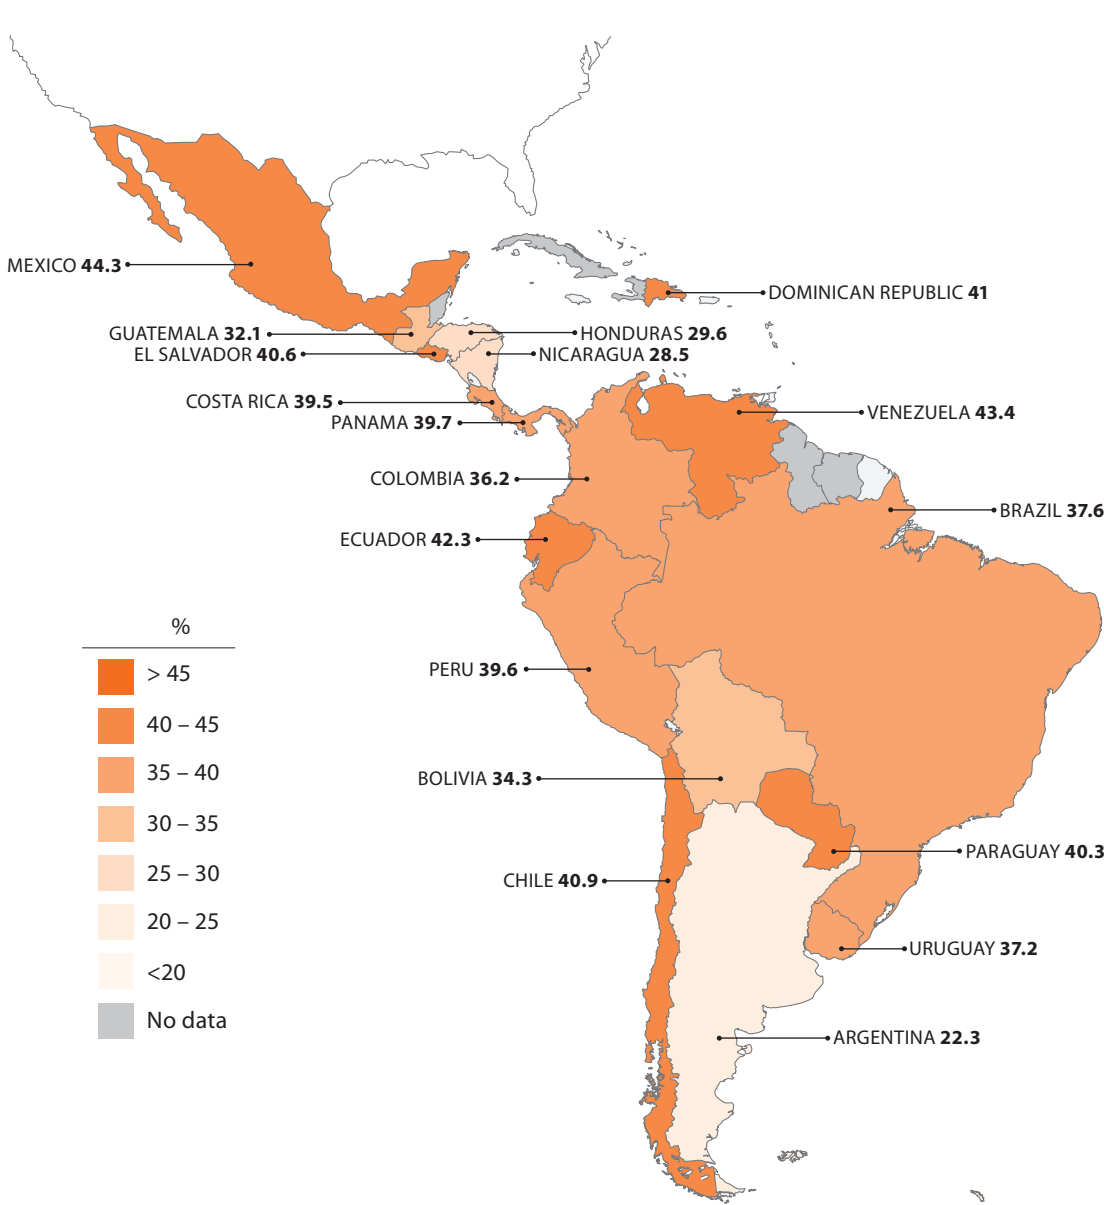 MEXICO 44.3
DOMINICAN REPUBLIC 41
GUATEMALA 32.1
HONDURAS 29.6
EL SALVADOR 40.6
NICARAGUA 28.5
COSTA RICA 39.5
VENEZUELA 43.4
PANAMA 39.7
COLOMBIA 36.2
BRAZIL 37.6
ECUADOR 42.3
PERU 39.6
BOLIVIA 34.3
PARAGUAY 40.3
CHILE 40.9
URUGUAY 37.2
ARGENTINA 22.3
%
> 45
40 – 45
35 – 40
30 – 35
25 – 30
20 – 25
<20
No data